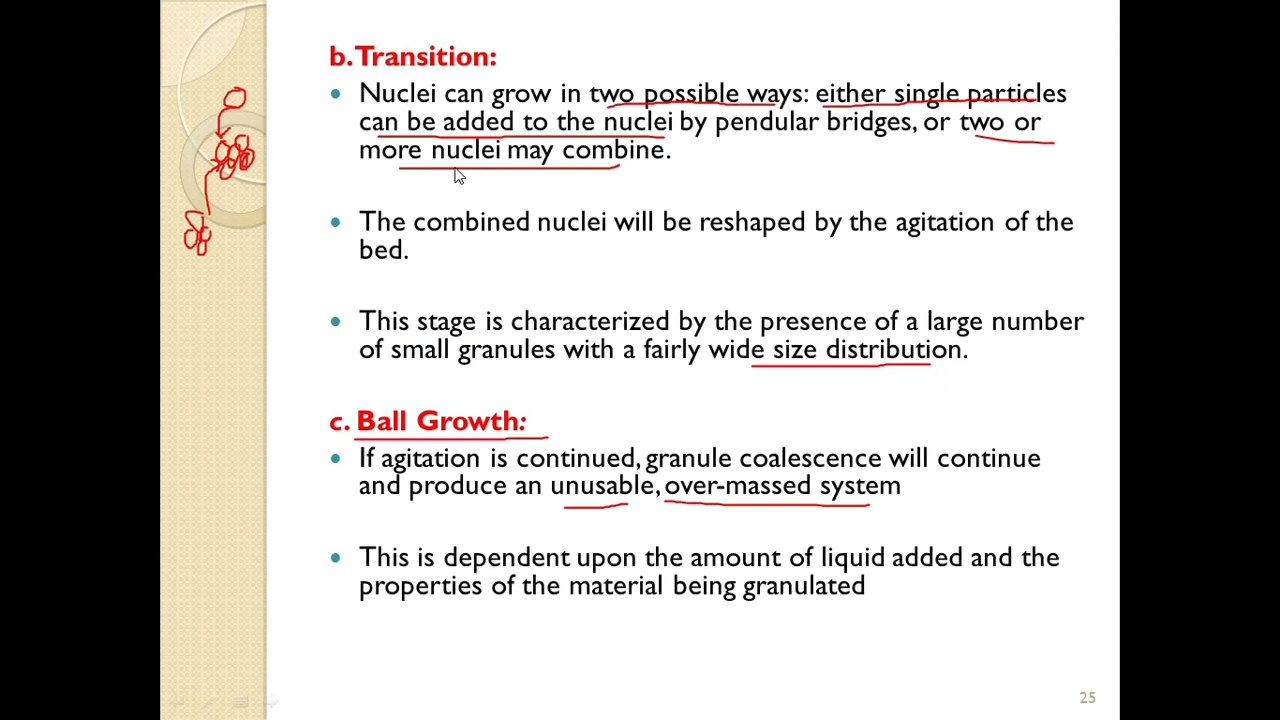 b. Transition:
• Nuclei can grow in two possible ways: either single particles
can be added to the nuclei by pendular bridges, or two or
more nuclei may combine.
• The combined nuclei will be reshaped by the agitation of the
bed.
• This stage is characterized by the presence of a large number
of small granules with a fairly wide size distribution.
c. Ball Growth:
• If agitation is continued, granule coalescence will continue
and produce an unusable, over-massed system
• This is dependent upon the amount of liquid added and the
properties of the material being granulated
25